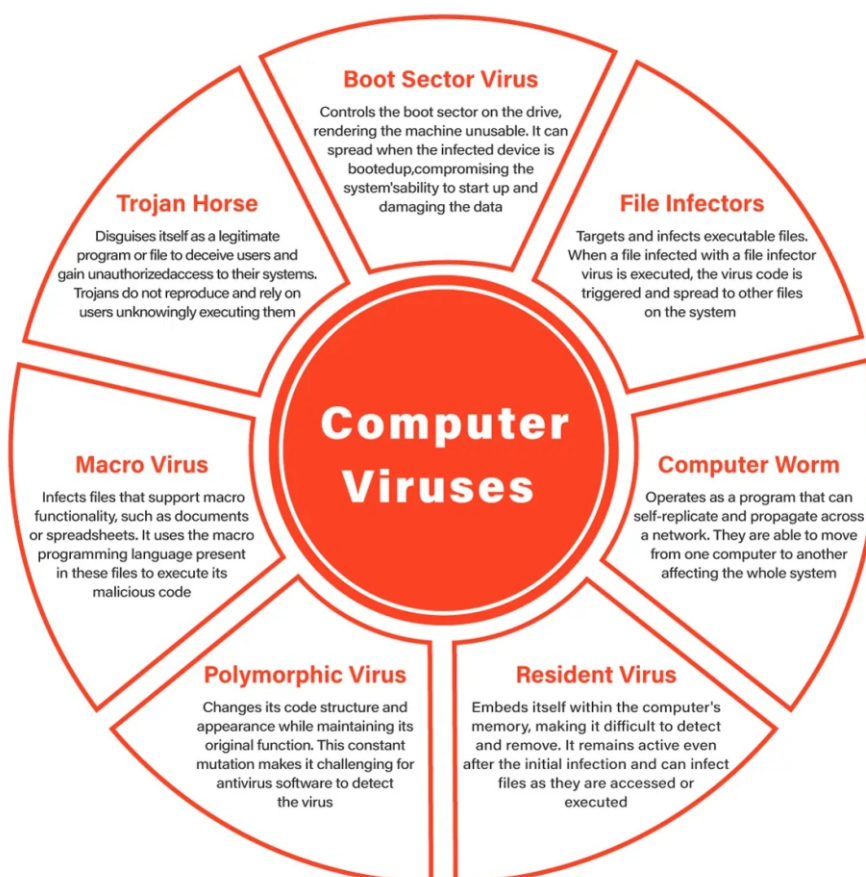 Boot Sector Virus
Controls the boot sector on the drive,
rendering the machine unusable. It can
spread when the infected device is
bootedup,compromising the
system'sability to start up and
damaging the data
File Infectors
Targets and infects executable files.
When a file infected with a file infector
virus is executed, the virus code is
triggered and spread to other files
on the system
Computer Worm
Operates as a program that can
self-replicate and propagate across
a network. They are able to move
from one computer to another
affecting the whole system
Resident Virus
Embeds itself within the computer's
memory, making it difficult to detect
and remove. It remains active even
after the initial infection and can infect
files as they are accessed or
executed
Polymorphic Virus
Changes its code structure and
appearance while maintaining its
original function. This constant
mutation makes it challenging for
antivirus software to detect
the virus
Macro Virus
Infects files that support macro
functionality, such as documents
or spreadsheets. It uses the macro
programming language present
in these files to execute its
malicious code
Trojan Horse
Disguises itself as a legitimate
program or file to deceive users and
gain unauthorizedaccess to their systems.
Trojans do not reproduce and rely on
users unknowingly executing them
Computer
Viruses